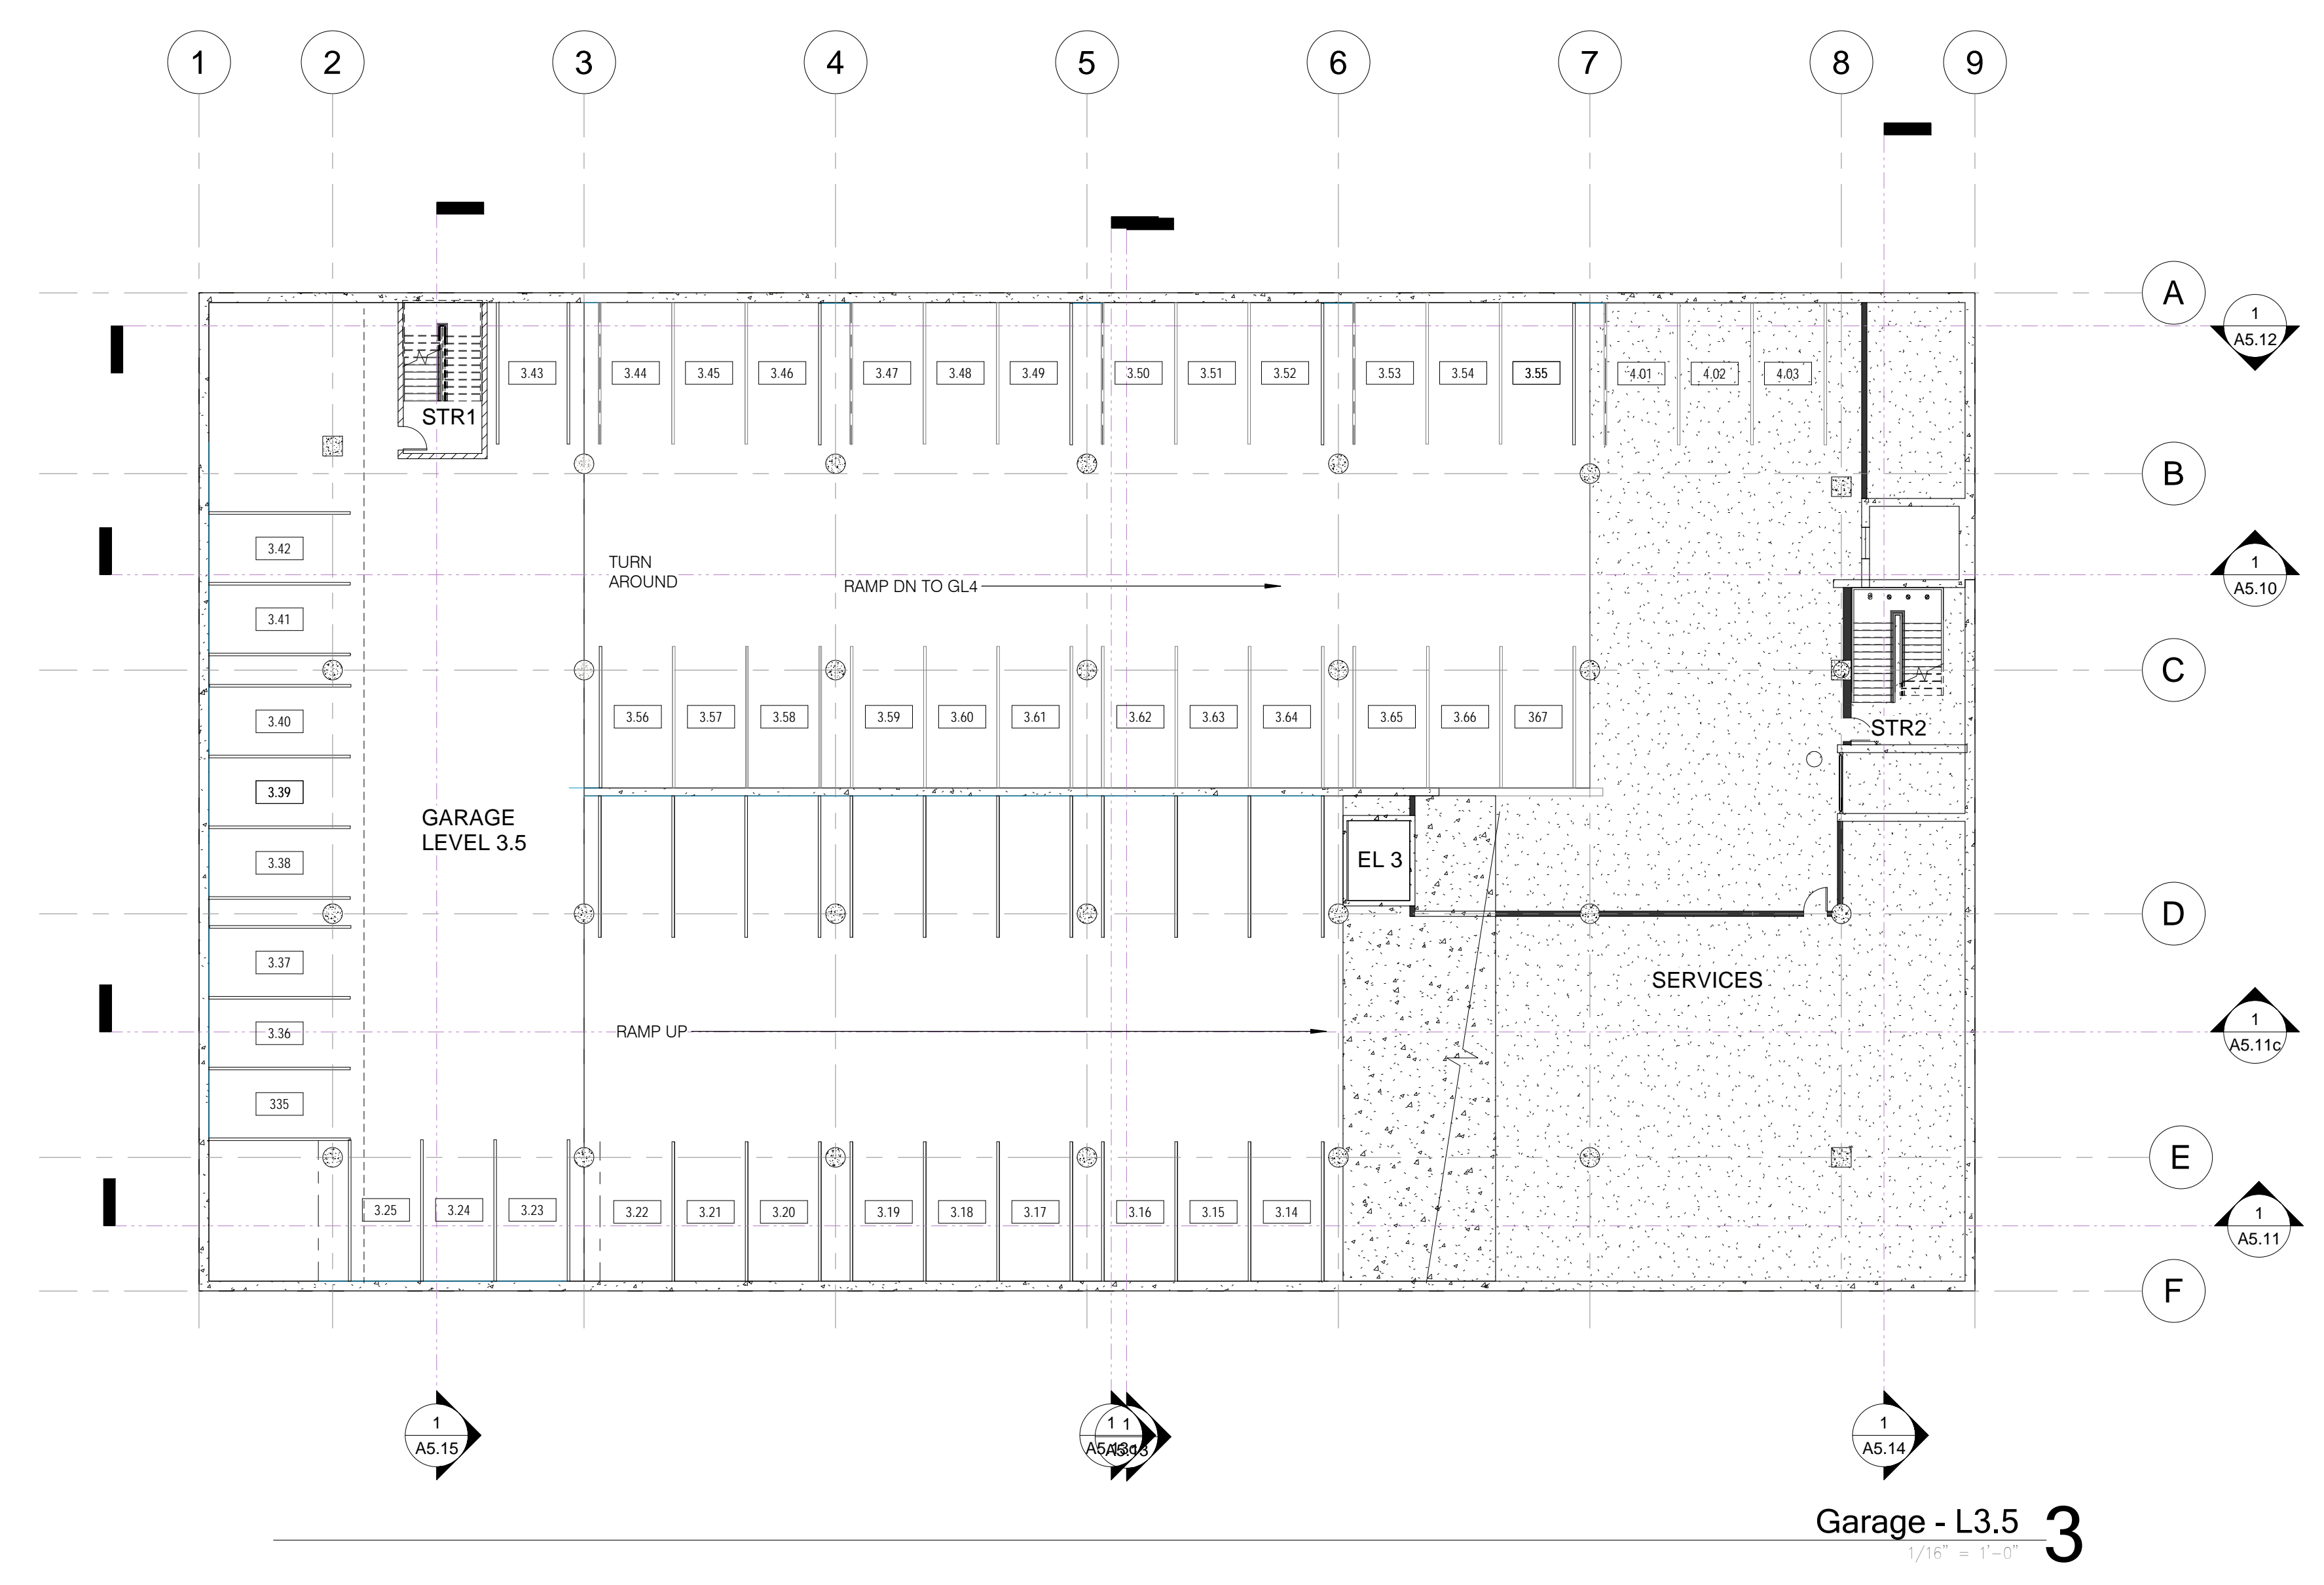 1 2 3 4 5 6 7 8 9
A
1
A5.12
3.43 3.44 3.45 3.46 3.47 3.48 3.49 3.50 3.51 3.52 3.53 3.54 3.55 4.01 4.02 4.03
STR1
B
3.42
TURN
AROUND
RAMP DN TO GL4
1
A5.10
3.41
C
3.40
3.56 3.57 3.58 3.59 3.60 3.61 3.62 3.63 3.64 3.65 3.66 367
STR2
3.39
GARAGE
LEVEL 3.5
3.38
EL 3
D
3.37
SERVICES
3.36
RAMP UP
1
A5.11c
335
E
3.25 3.24 3.23 3.22 3.21 3.20 3.19 3.18 3.17 3.16 3.15 3.14
1
A5.11
F
1
A5.15
1
1
A5.13
1
A5.14
Garage - L3.5
3
1/16" = 1'-0"